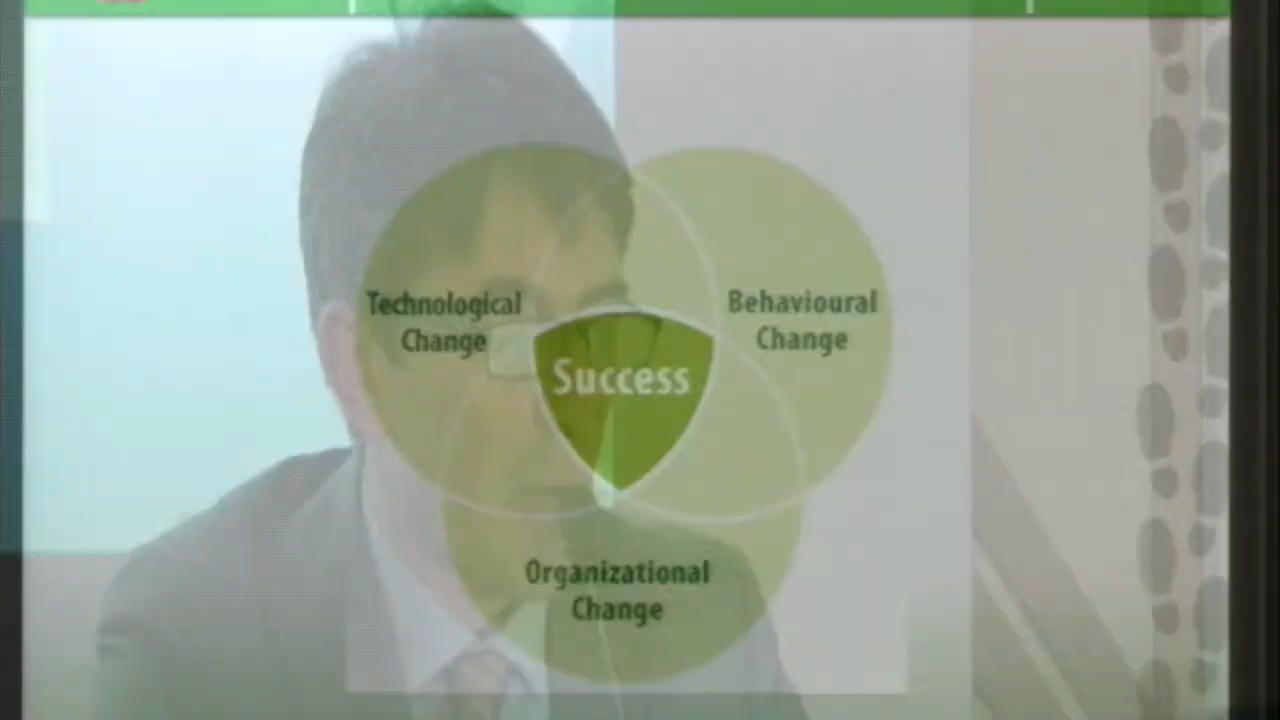 Technological
Change
Behavioural
Change
Success
Organizational
Change